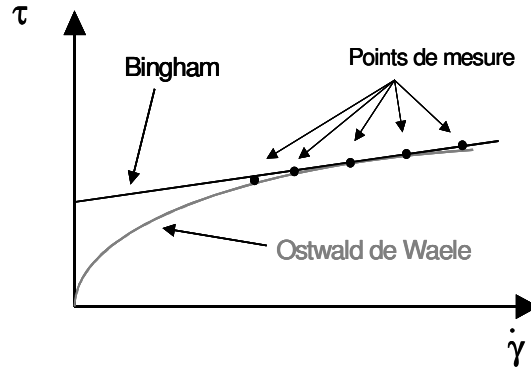 τ
Points de mesure
Bingham
Ostwald de Waele
γ̇